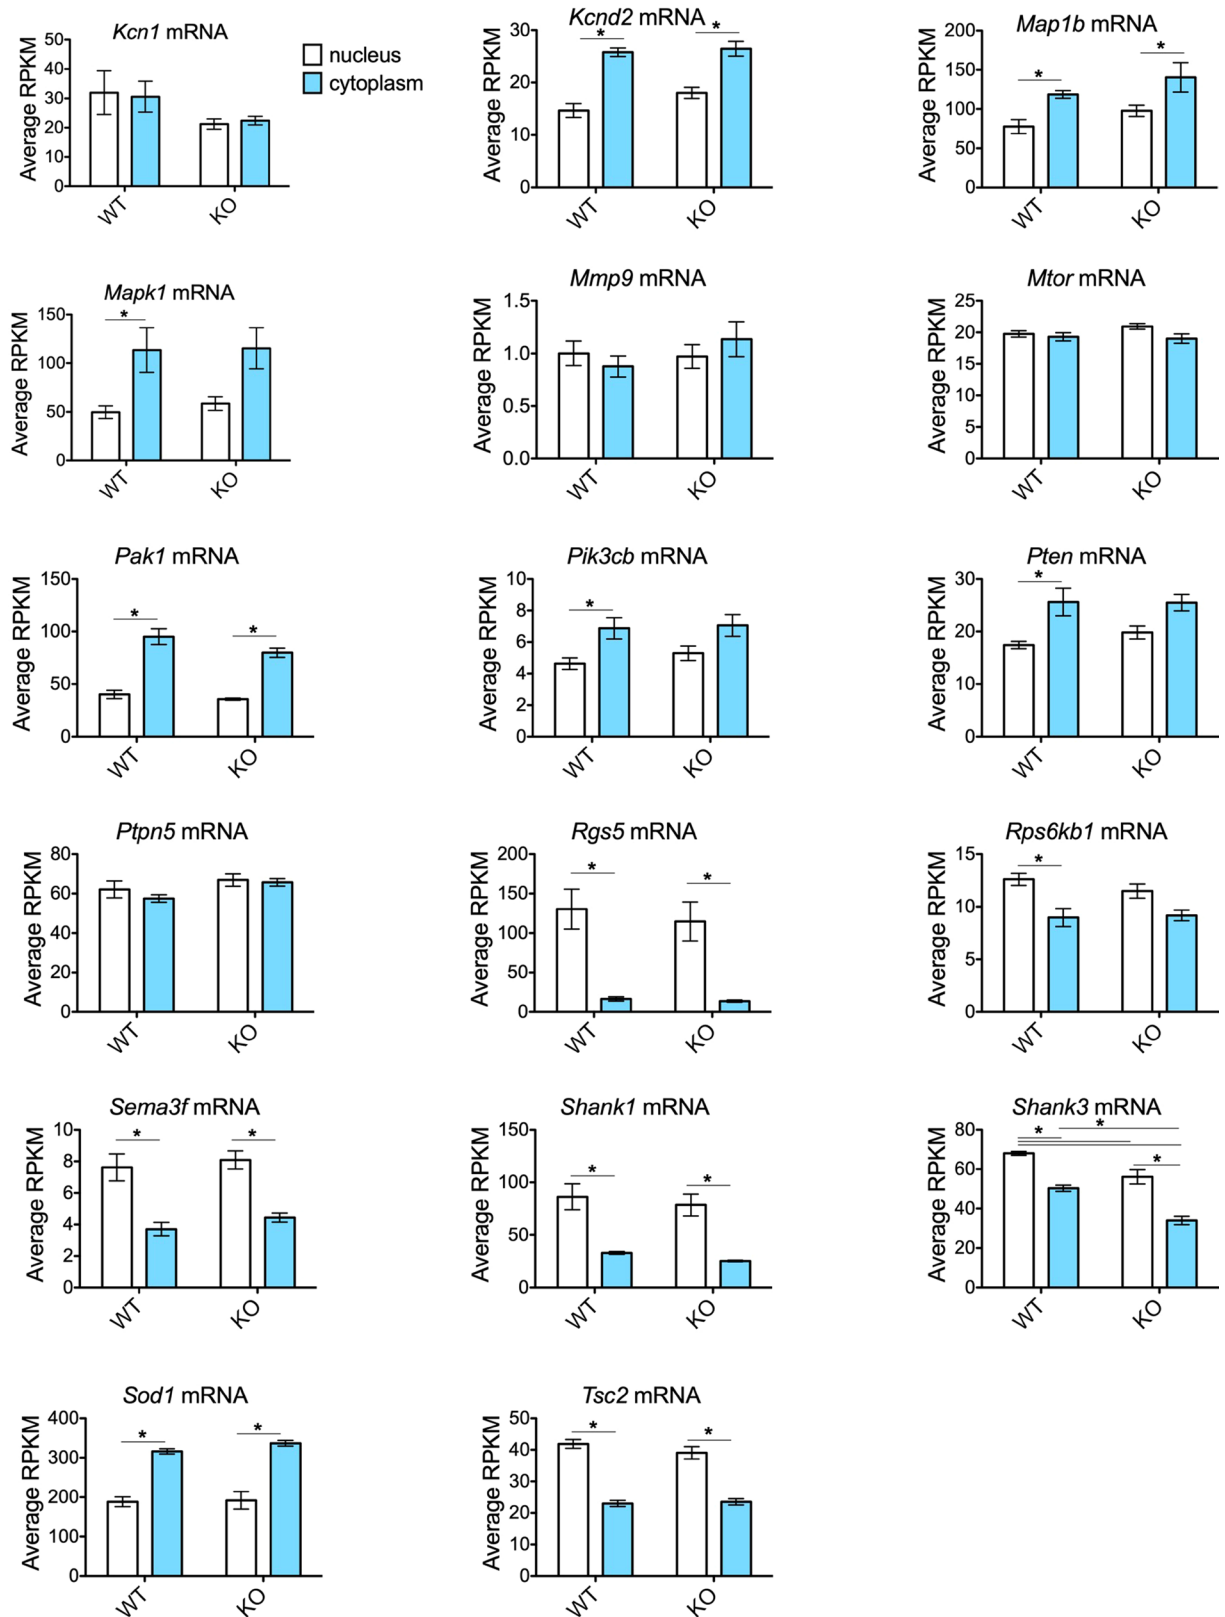 Kcn1 mRNA
Average RPKM
50
40
30
20
10
0
WT
KO
nucleus
cytoplasm
Kcnd2 mRNA
Average RPKM
30
20
10
0
*
*
WT
KO
Map1b mRNA
Average RPKM
200
150
100
50
0
*
*
WT
KO
Mapk1 mRNA
Average RPKM
150
100
50
0
*
WT
KO
Mmp9 mRNA
Average RPKM
1.5
1.0
0.5
0.0
WT
KO
Mtor mRNA
Average RPKM
25
20
15
10
5
0
WT
KO
Pak1 mRNA
Average RPKM
150
100
50
0
*
*
WT
KO
Pik3cb mRNA
Average RPKM
10
8
6
4
2
0
*
WT
KO
Pten mRNA
Average RPKM
30
20
10
0
*
WT
KO
Ptpn5 mRNA
Average RPKM
80
60
40
20
0
WT
KO
Rgs5 mRNA
Average RPKM
200
150
100
50
0
*
*
WT
KO
Rps6kb1 mRNA
Average RPKM
15
10
5
0
*
WT
KO
Sema3f mRNA
Average RPKM
10
8
6
4
2
0
*
*
WT
KO
Shank1 mRNA
Average RPKM
150
100
50
0
*
*
WT
KO
Shank3 mRNA
Average RPKM
80
60
40
20
0
*
*
*
WT
KO
Sod1 mRNA
Average RPKM
400
300
200
100
0
*
*
WT
KO
Tsc2 mRNA
Average RPKM
50
40
30
20
10
0
*
*
WT
KO